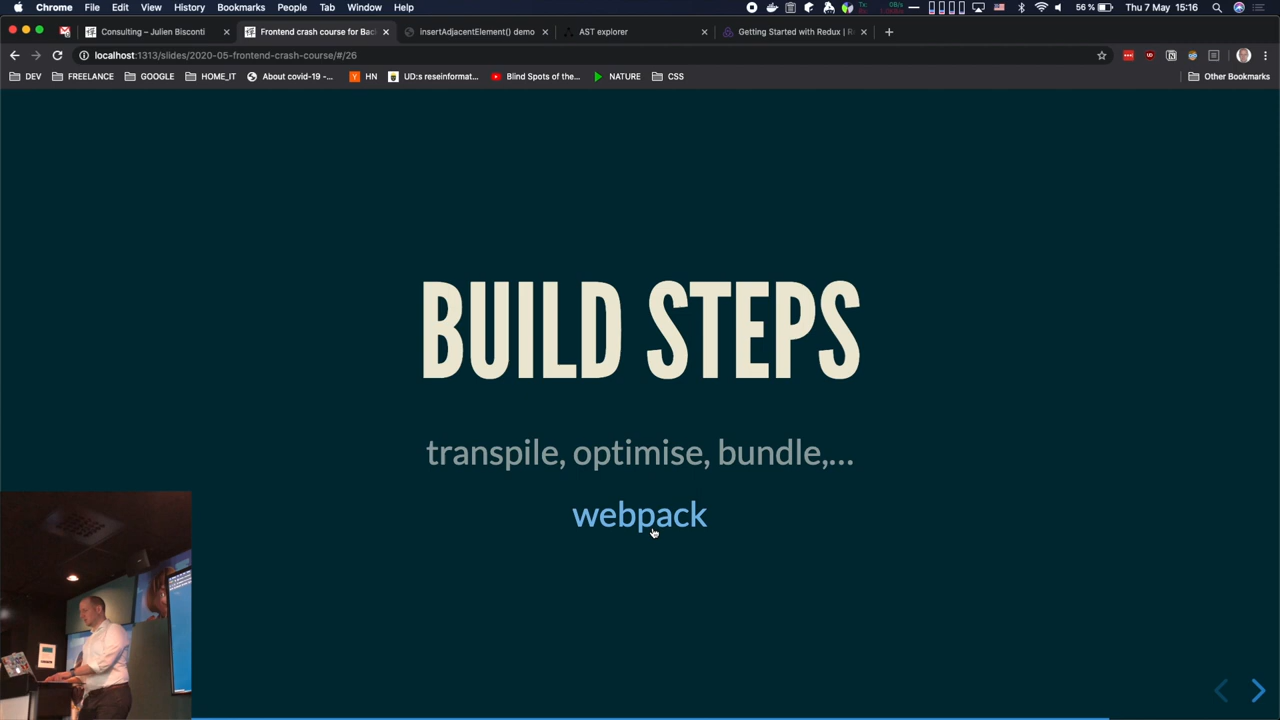 Chrome File Edit View History Bookmarks People Tab Window Help 56 % Thu 7 May 15:16
Consulting – Julien Bisconti Frontend crash course for Bac insertAdjacentElement() demo AST explorer Getting Started with Redux | Re
localhost:1313/slides/2020-05-frontend-crash-course/#/26
DEV FREELANCE GOOGLE HOME_IT About covid-19 -... HN UD:s reseinformat... Blind Spots of the... NATURE CSS Other Bookmarks
BUILD STEPS
transpile, optimise, bundle,...
webpack